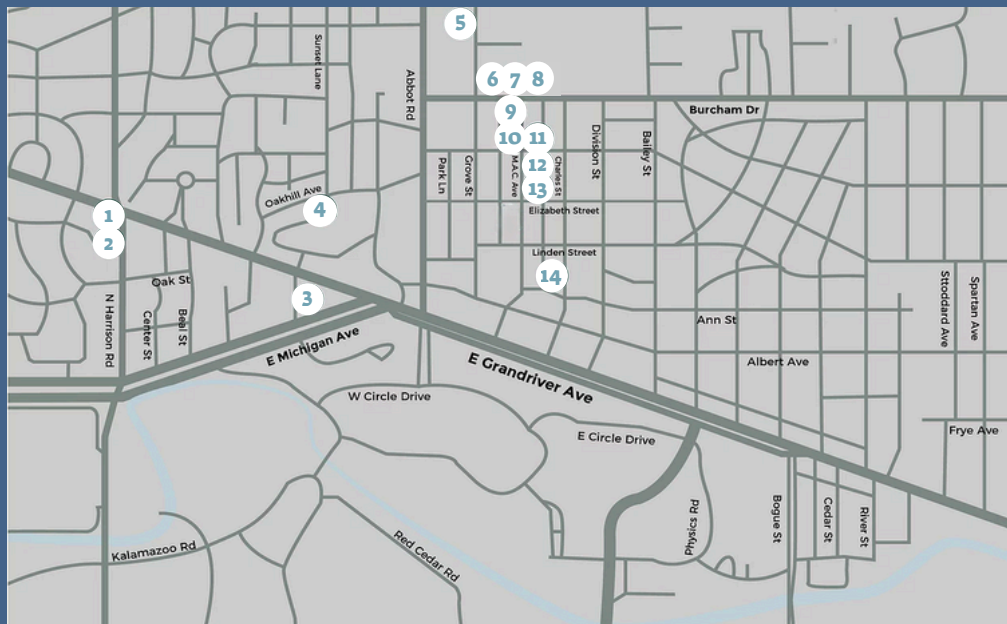 5
Sunset Lane
Abbot Rd
6 7 8
Burcham Dr
9
10 11
Division St
Bailey St
12
13
Park Ln
Grove St
M.A.C. Ave
Charles St
Oakhill Ave
4
Elizabeth Street
1
2
Linden Street
14
Oak St
3
N Harrison Rd
Center St
Beal St
E Michigan Ave
Sttoddard Ave
Spartan Ave
Ann St
Albert Ave
E Grandriver Ave
W Circle Drive
E Circle Drive
Frye Ave
Physics Rd
Bogue St
Cedar St
River St
Kalamazoo Rd
Red Cedar Rd